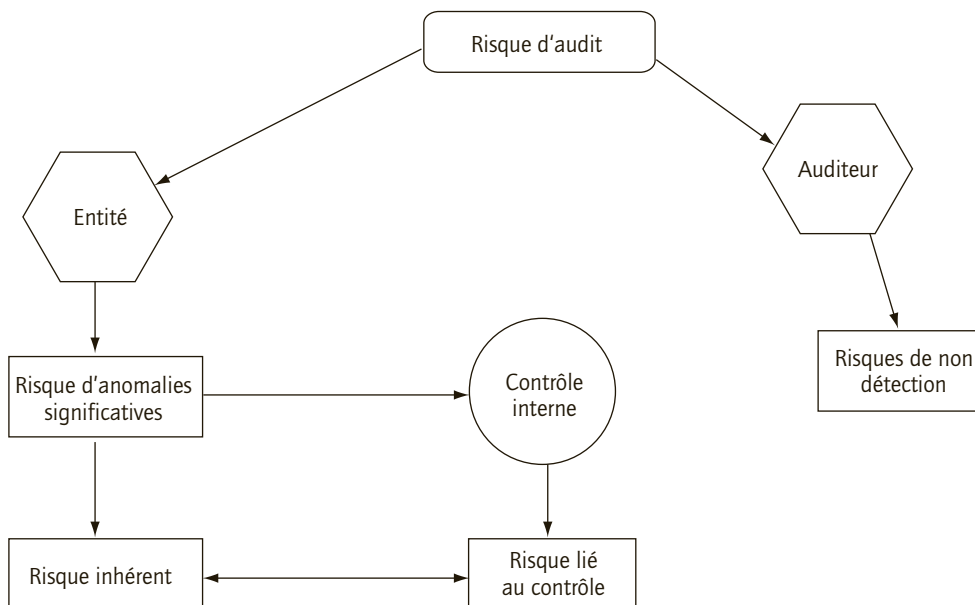 Risque d'audit
Auditeur
Entité
Risques de non
détection
Risque d'anomalies
significatives
Contrôle
interne
Risque inhérent
Risque lié
au contrôle